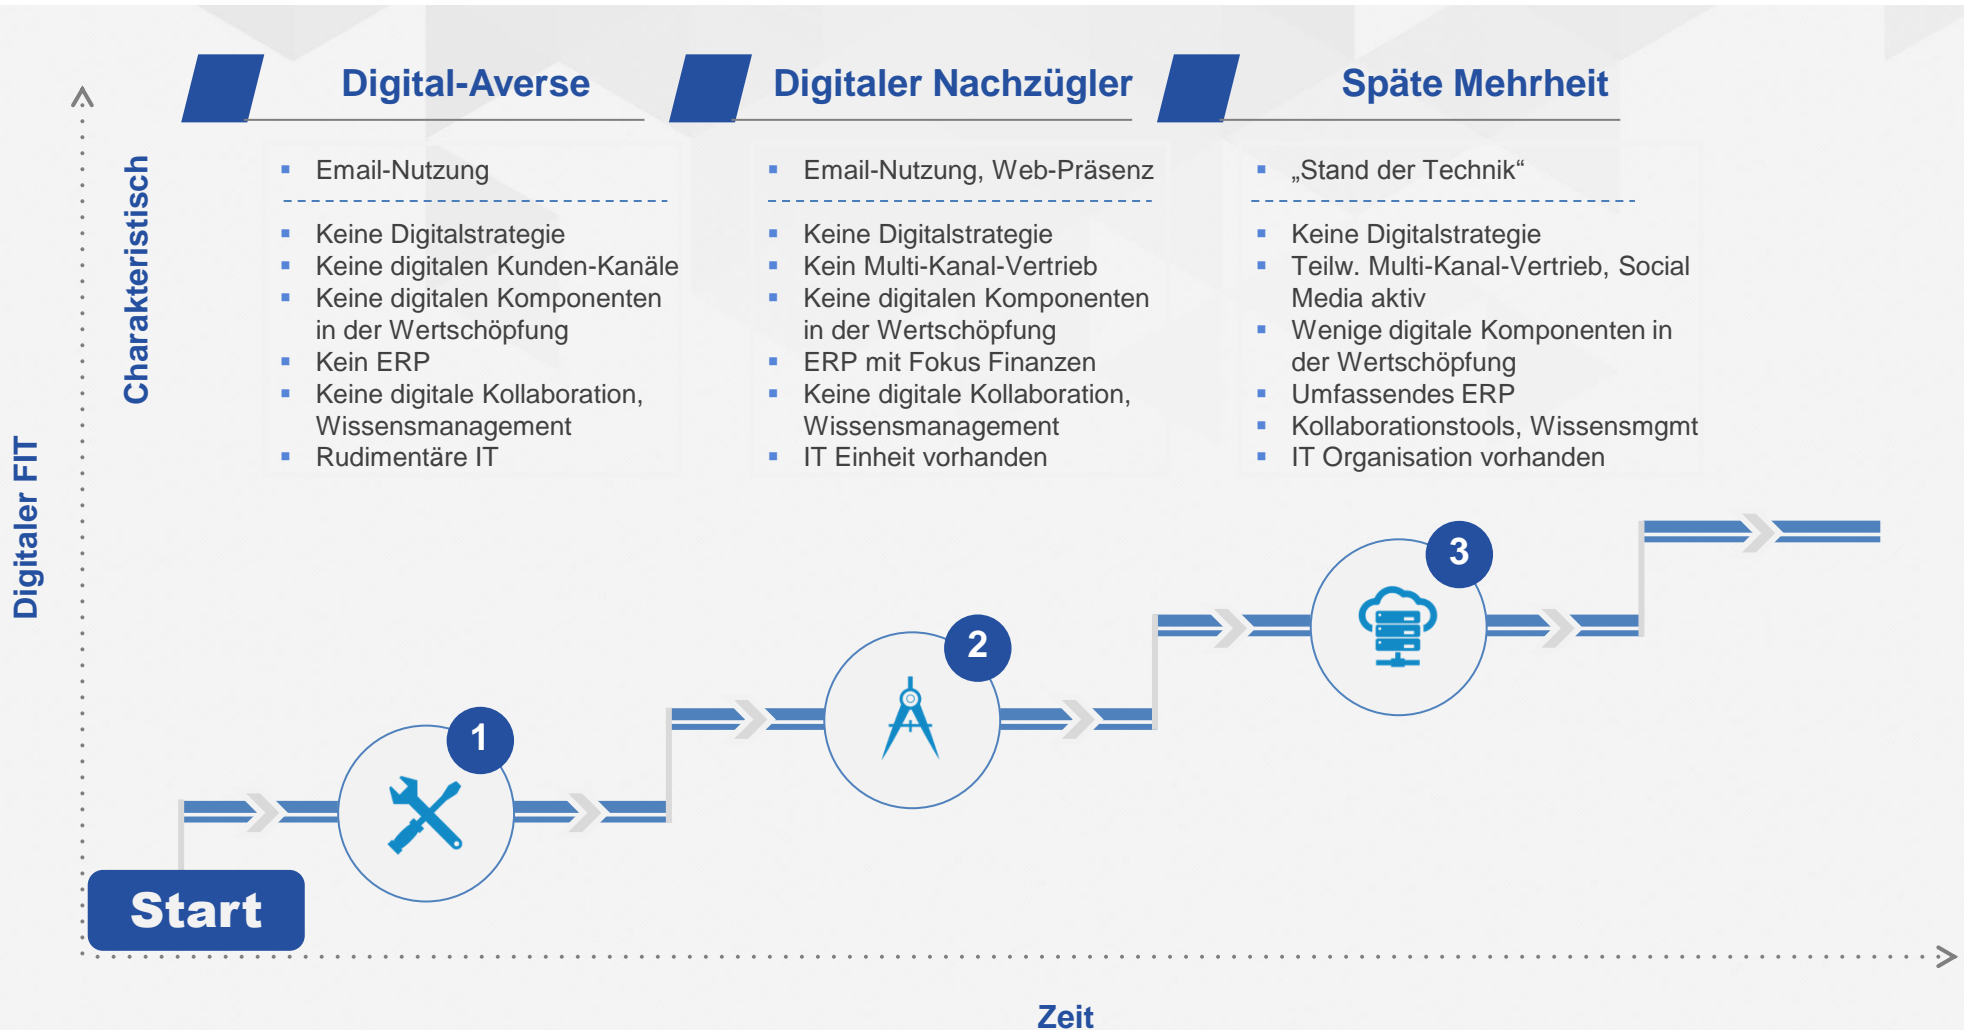 Digital-Averse
Email-Nutzung
Keine Digitalstrategie
Keine digitalen Kunden-Kanäle
Keine digitalen Komponenten
in der Wertschöpfung
Kein ERP
Keine digitale Kollaboration,
Wissensmanagement
Rudimentäre IT
Digitaler Nachzügler
Email-Nutzung, Web-Präsenz
Keine Digitalstrategie
Kein Multi-Kanal-Vertrieb
Keine digitalen Komponenten
in der Wertschöpfung
ERP mit Fokus Finanzen
Keine digitale Kollaboration,
Wissensmanagement
IT Einheit vorhanden
Späte Mehrheit
„Stand der Technik“
Keine Digitalstrategie
Teilw. Multi-Kanal-Vertrieb, Social
Media aktiv
Wenige digitale Komponenten in
der Wertschöpfung
Umfassendes ERP
Kollaborationstools, Wissensmgmt
IT Organisation vorhanden
Charakteristisch
Digitaler FIT
1
2
3
Start
Zeit